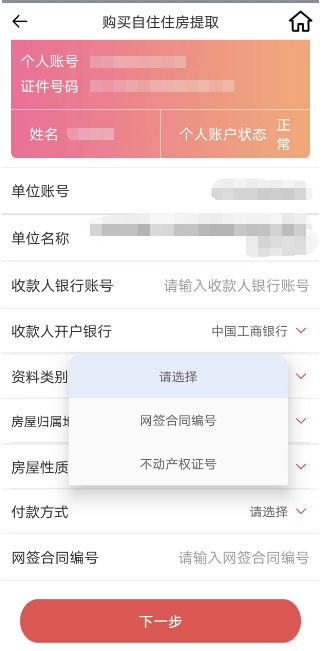 购买自住住房提取
个人账号
证件号码
姓名
个人账户状态 正常
单位账号
单位名称
收款人银行账号 请输入收款人银行账号
收款人开户银行 中国工商银行
资料类别
请选择
网签合同编号
不动产权证号
房屋归属地
房屋性质
付款方式 请选择
网签合同编号 请输入网签合同编号
下一步